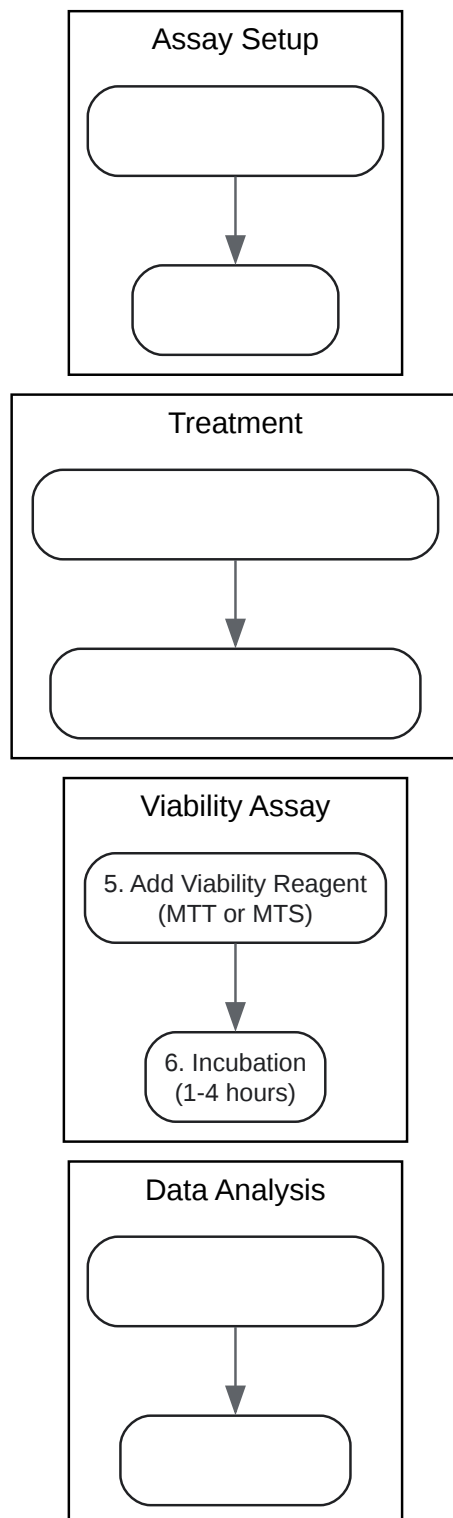 Assay Setup
Treatment
Viability Assay
5. Add Viability Reagent
(MTT or MTS)
6. Incubation
(1-4 hours)
Data Analysis